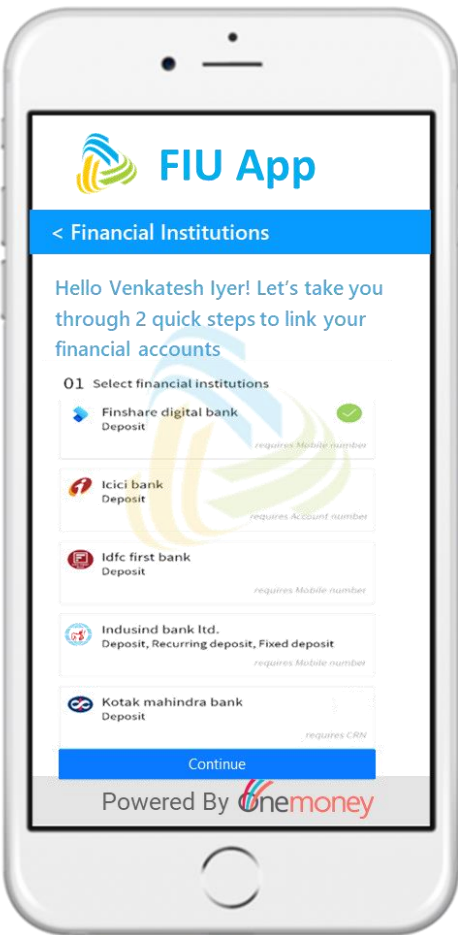 FIU App
< Financial Institutions
Hello Venkatesh Iyer! Let's take you
through 2 quick steps to link your
financial accounts
01 Select financial institutions
Finshare digital bank
Deposit
requires Mobile number
Icici bank
Deposit
requires Account number
Idfc first bank
Deposit
requires Mobile number
Indusind bank ltd.
Deposit, Recurring deposit, Fixed deposit
requires Mobile number
Kotak mahindra bank
Deposit
requires CRN
Continue
Powered By Onemoney